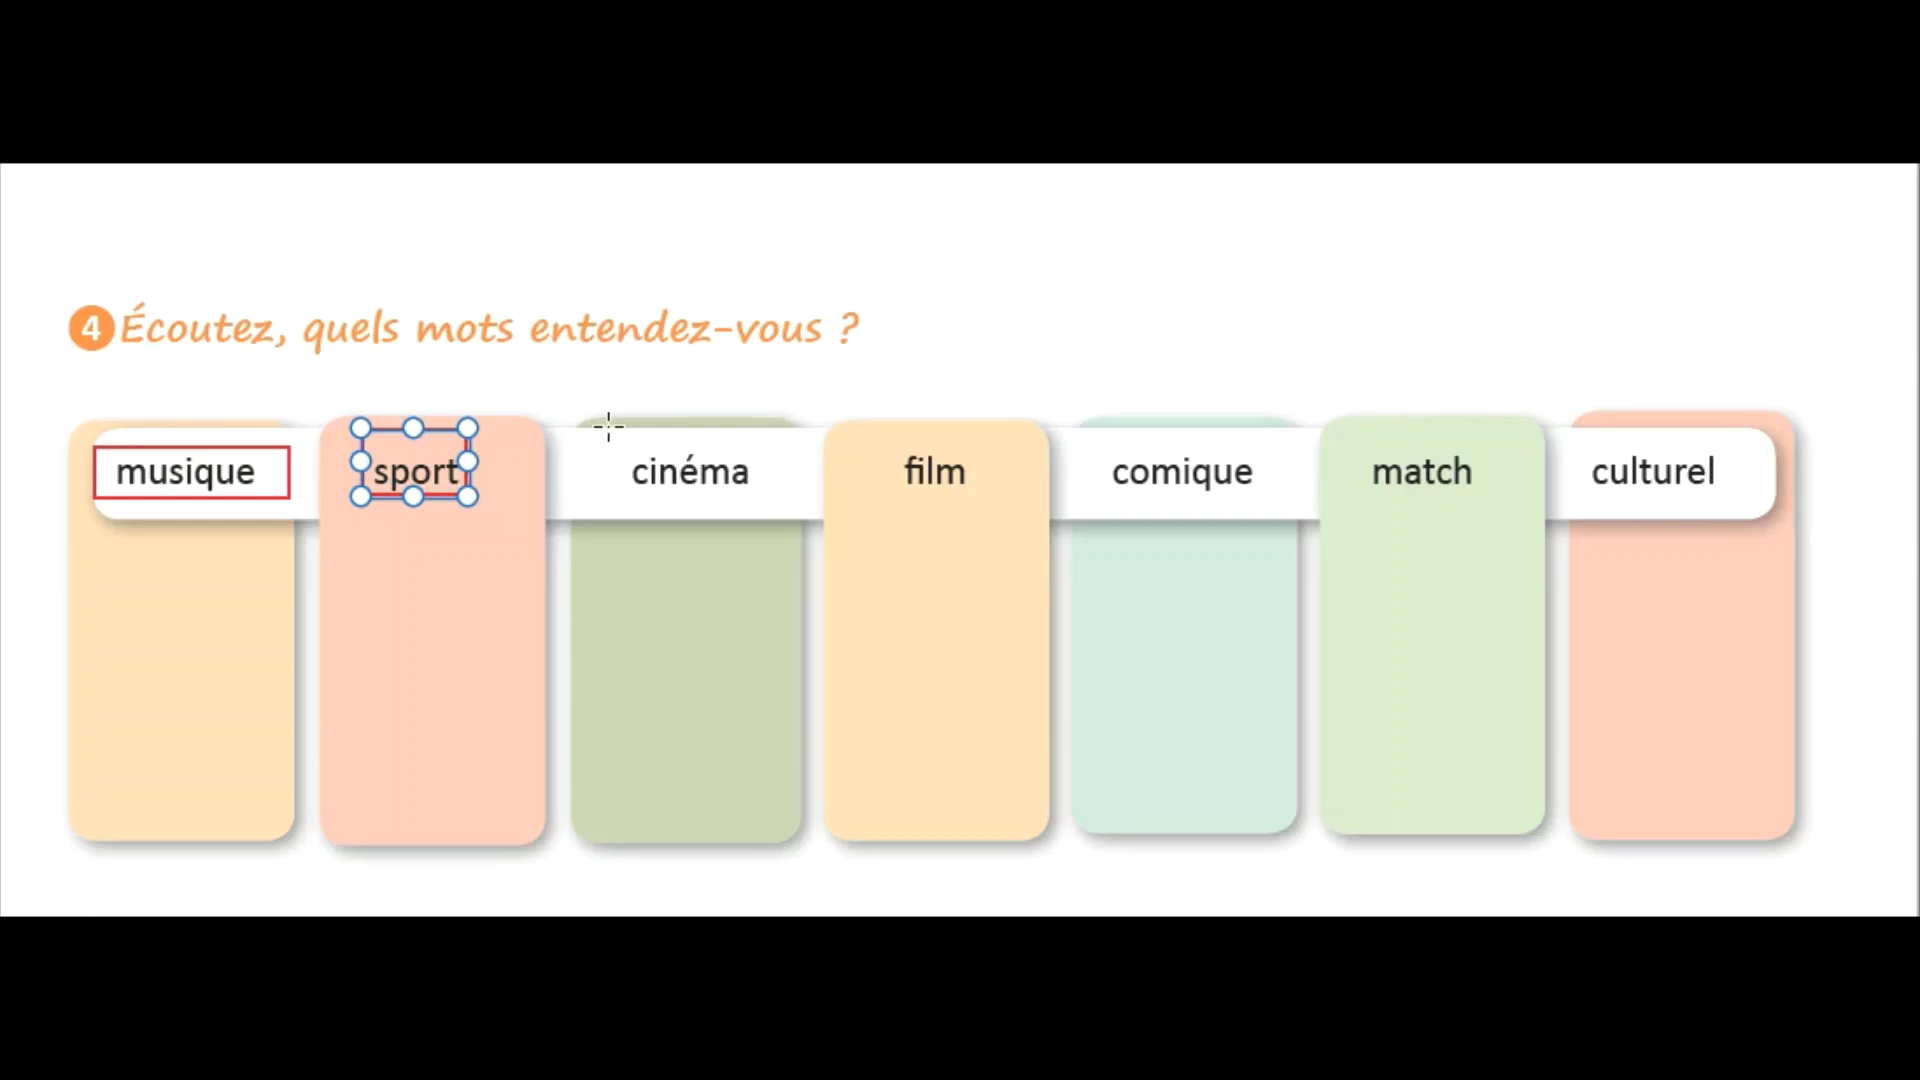 4 Écoutez, quels mots entendez-vous ?
musique sport cinéma film comique match culturel